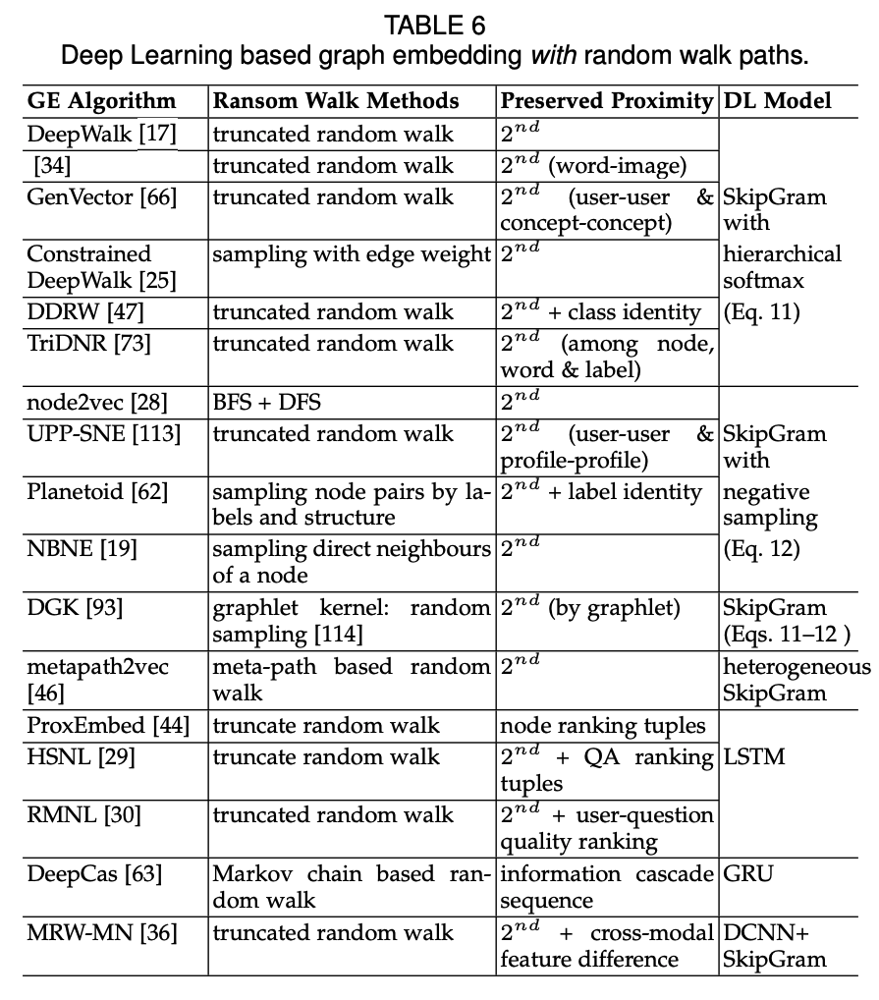 TABLE 6
Deep Learning based graph embedding with random walk paths.
GE Algorithm Ransom Walk Methods Preserved Proximity DL Model
DeepWalk [17] truncated random walk 2^nd
[34] truncated random walk 2^nd (word-image)
GenVector [66] truncated random walk 2^nd (user-user & SkipGram
concept-concept) with
Constrained sampling with edge weight 2^nd hierarchical
DeepWalk [25] softmax
DDRW [47] truncated random walk 2^nd + class identity (Eq. 11)
TriDNR [73] truncated random walk 2^nd (among node,
word & label)
node2vec [28] BFS + DFS 2^nd
UPP-SNE [113] truncated random walk 2^nd (user-user & SkipGram
profile-profile) with
Planetoid [62] sampling node pairs by la- 2^nd + label identity negative
bels and structure sampling
NBNE [19] sampling direct neighbours 2^nd (Eq. 12)
of a node
DGK [93] graphlet kernel: random 2^nd (by graphlet) SkipGram
sampling [114] (Eqs. 11–12 )
metapath2vec meta-path based random 2^nd heterogeneous
[46] walk SkipGram
ProxEmbed [44] truncate random walk node ranking tuples
HSNL [29] truncate random walk 2^nd + QA ranking LSTM
tuples
RMNL [30] truncated random walk 2^nd + user-question
quality ranking
DeepCas [63] Markov chain based ran- information cascade GRU
dom walk sequence
MRW-MN [36] truncated random walk 2^nd + cross-modal DCNN+
feature difference SkipGram